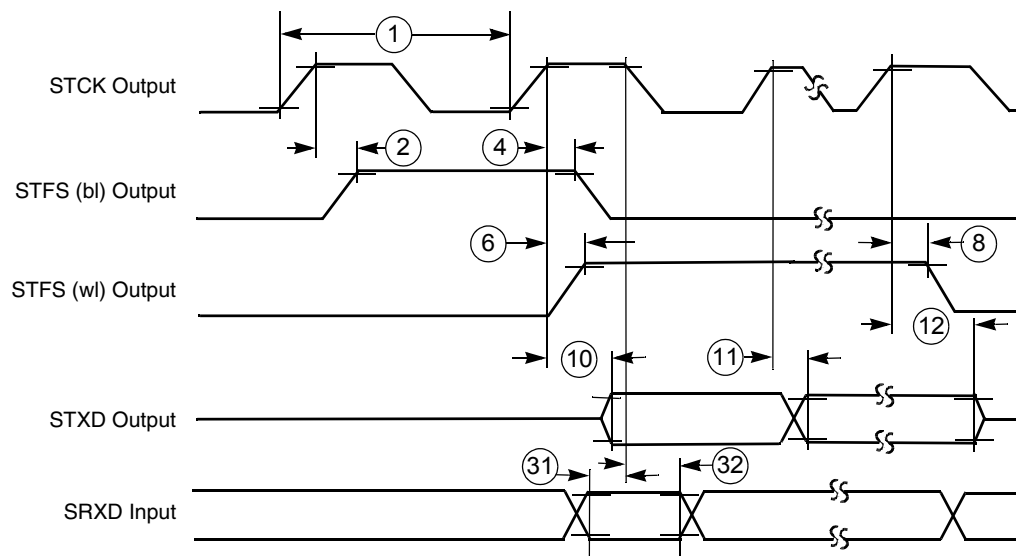 1
STCK Output
2
4
STFS (bl) Output
6
8
STFS (wl) Output
12
10
11
STXD Output
31
32
SRXD Input